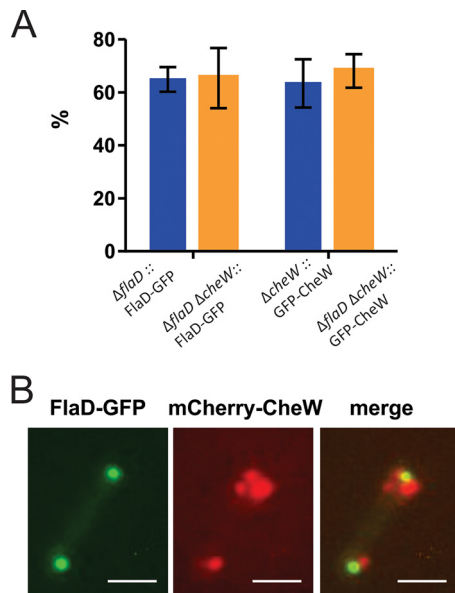 A
80
60
40
20
0
%
ΔflaD ::
FlaD-GFP
ΔflaD ΔcheW::
FlaD-GFP
ΔcheW ::
GFP-CheW
ΔflaD ΔcheW::
GFP-CheW
B
FlaD-GFP mCherry-CheW merge